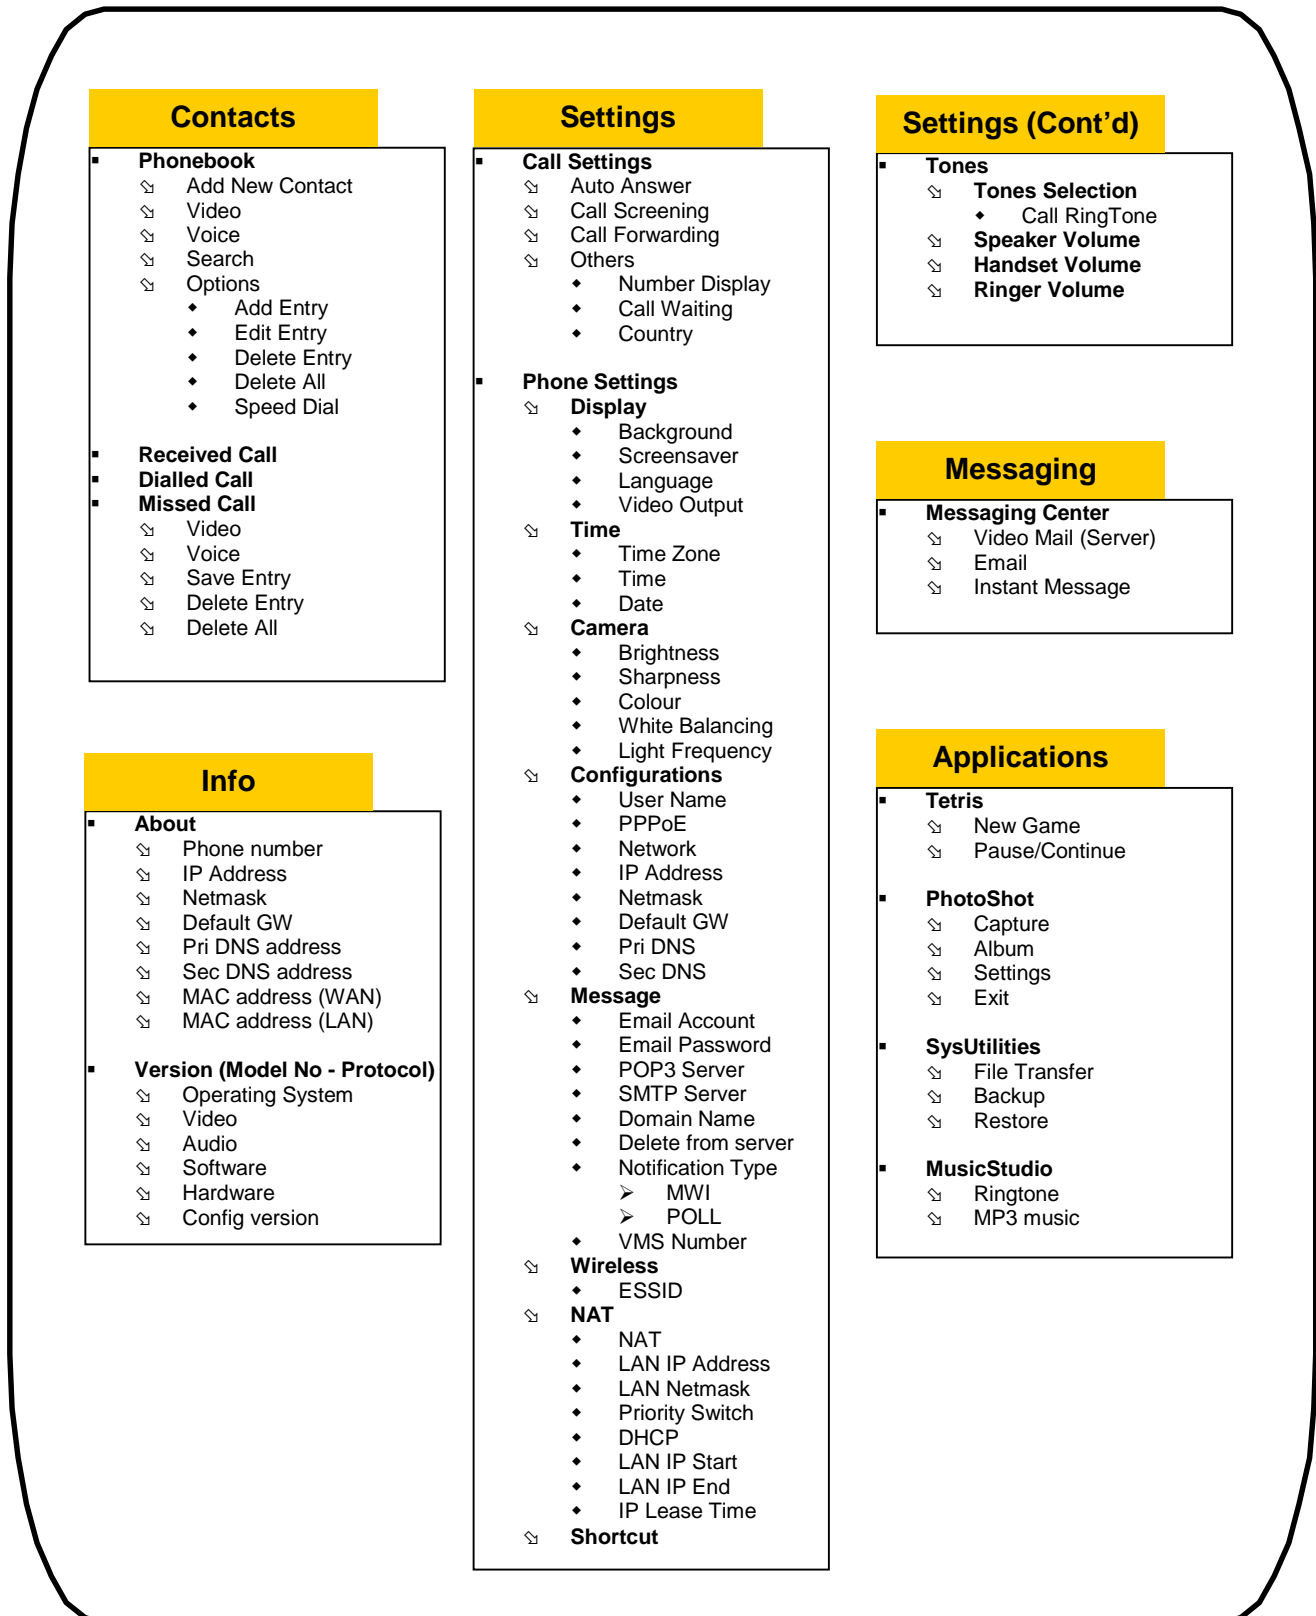 Contacts
Phonebook
Add New Contact
Video
Voice
Search
Options
Add Entry
Edit Entry
Delete Entry
Delete All
Speed Dial
Received Call
Dialled Call
Missed Call
Video
Voice
Save Entry
Delete Entry
Delete All
Info
About
Phone number
IP Address
Netmask
Default GW
Pri DNS address
Sec DNS address
MAC address (WAN)
MAC address (LAN)
Version (Model No - Protocol)
Operating System
Video
Audio
Software
Hardware
Config version
Settings
Call Settings
Auto Answer
Call Screening
Call Forwarding
Others
Number Display
Call Waiting
Country
Phone Settings
Display
Background
Screensaver
Language
Video Output
Time
Time Zone
Time
Date
Camera
Brightness
Sharpness
Colour
White Balancing
Light Frequency
Configurations
User Name
PPPoE
Network
IP Address
Netmask
Default GW
Pri DNS
Sec DNS
Message
Email Account
Email Password
POP3 Server
SMTP Server
Domain Name
Delete from server
Notification Type
MWI
POLL
VMS Number
Wireless
ESSID
NAT
NAT
LAN IP Address
LAN Netmask
Priority Switch
DHCP
LAN IP Start
LAN IP End
IP Lease Time
Shortcut
Settings (Cont’d)
Tones
Tones Selection
Call RingTone
Speaker Volume
Handset Volume
Ringer Volume
Messaging
Messaging Center
Video Mail (Server)
Email
Instant Message
Applications
Tetris
New Game
Pause/Continue
PhotoShot
Capture
Album
Settings
Exit
SysUtilities
File Transfer
Backup
Restore
MusicStudio
Ringtone
MP3 music